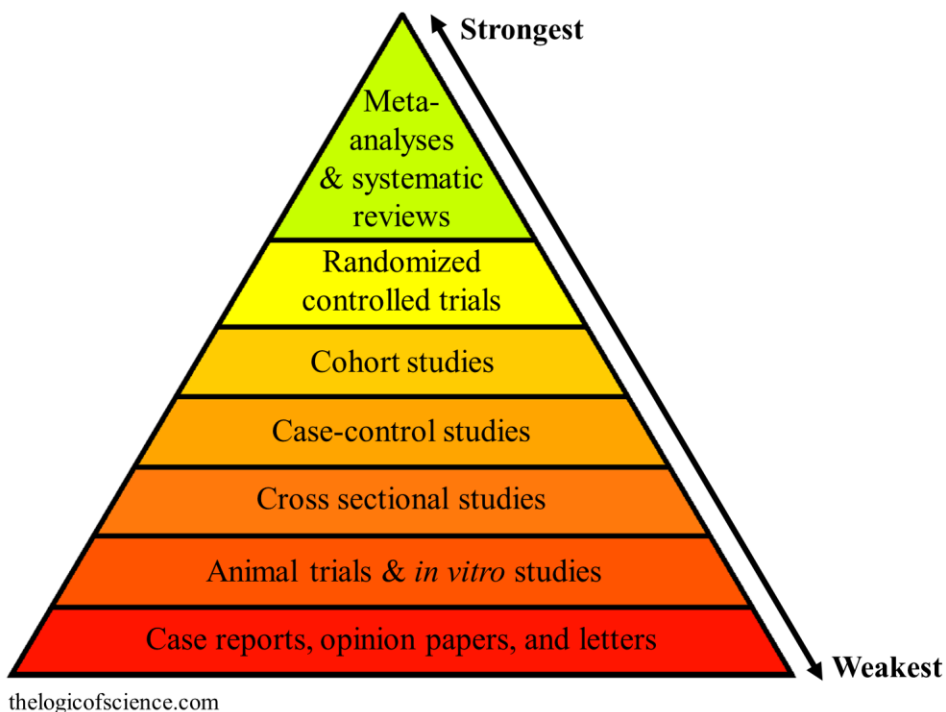 Strongest
Meta-
analyses
& systematic
reviews
Randomized
controlled trials
Cohort studies
Case-control studies
Cross sectional studies
Animal trials & in vitro studies
Case reports, opinion papers, and letters
Weakest
thelogicofscience.com